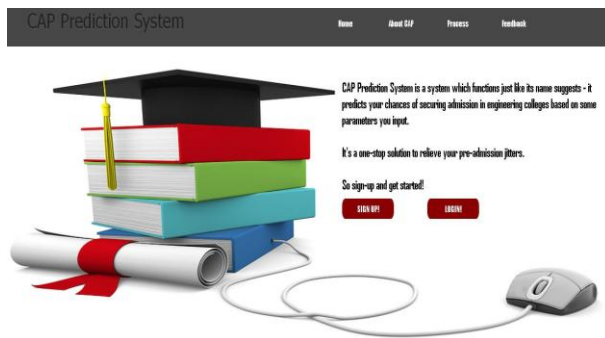 CAP Prediction System
Home About CAP Process Feedback
CAP Prediction System is a system which functions just like its name suggests - it
predicts your chances of securing admission in engineering colleges based on some
parameters you input.
It's a one-stop solution to relieve your pre-admission jitters.
So sign-up and get started!
SIGN UP! LOGIN!